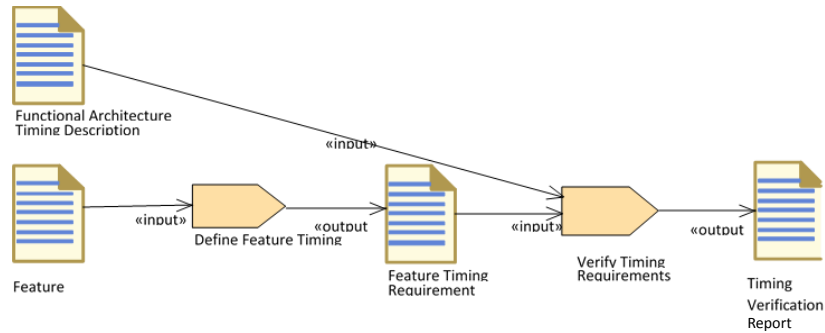 Functional Architecture
Timing Description
«input»
«input»
Define Feature Timing
«output
Feature Timing
Requirement
«input»
Verify Timing
Requirements
«output
Feature
Timing
Verification
Report